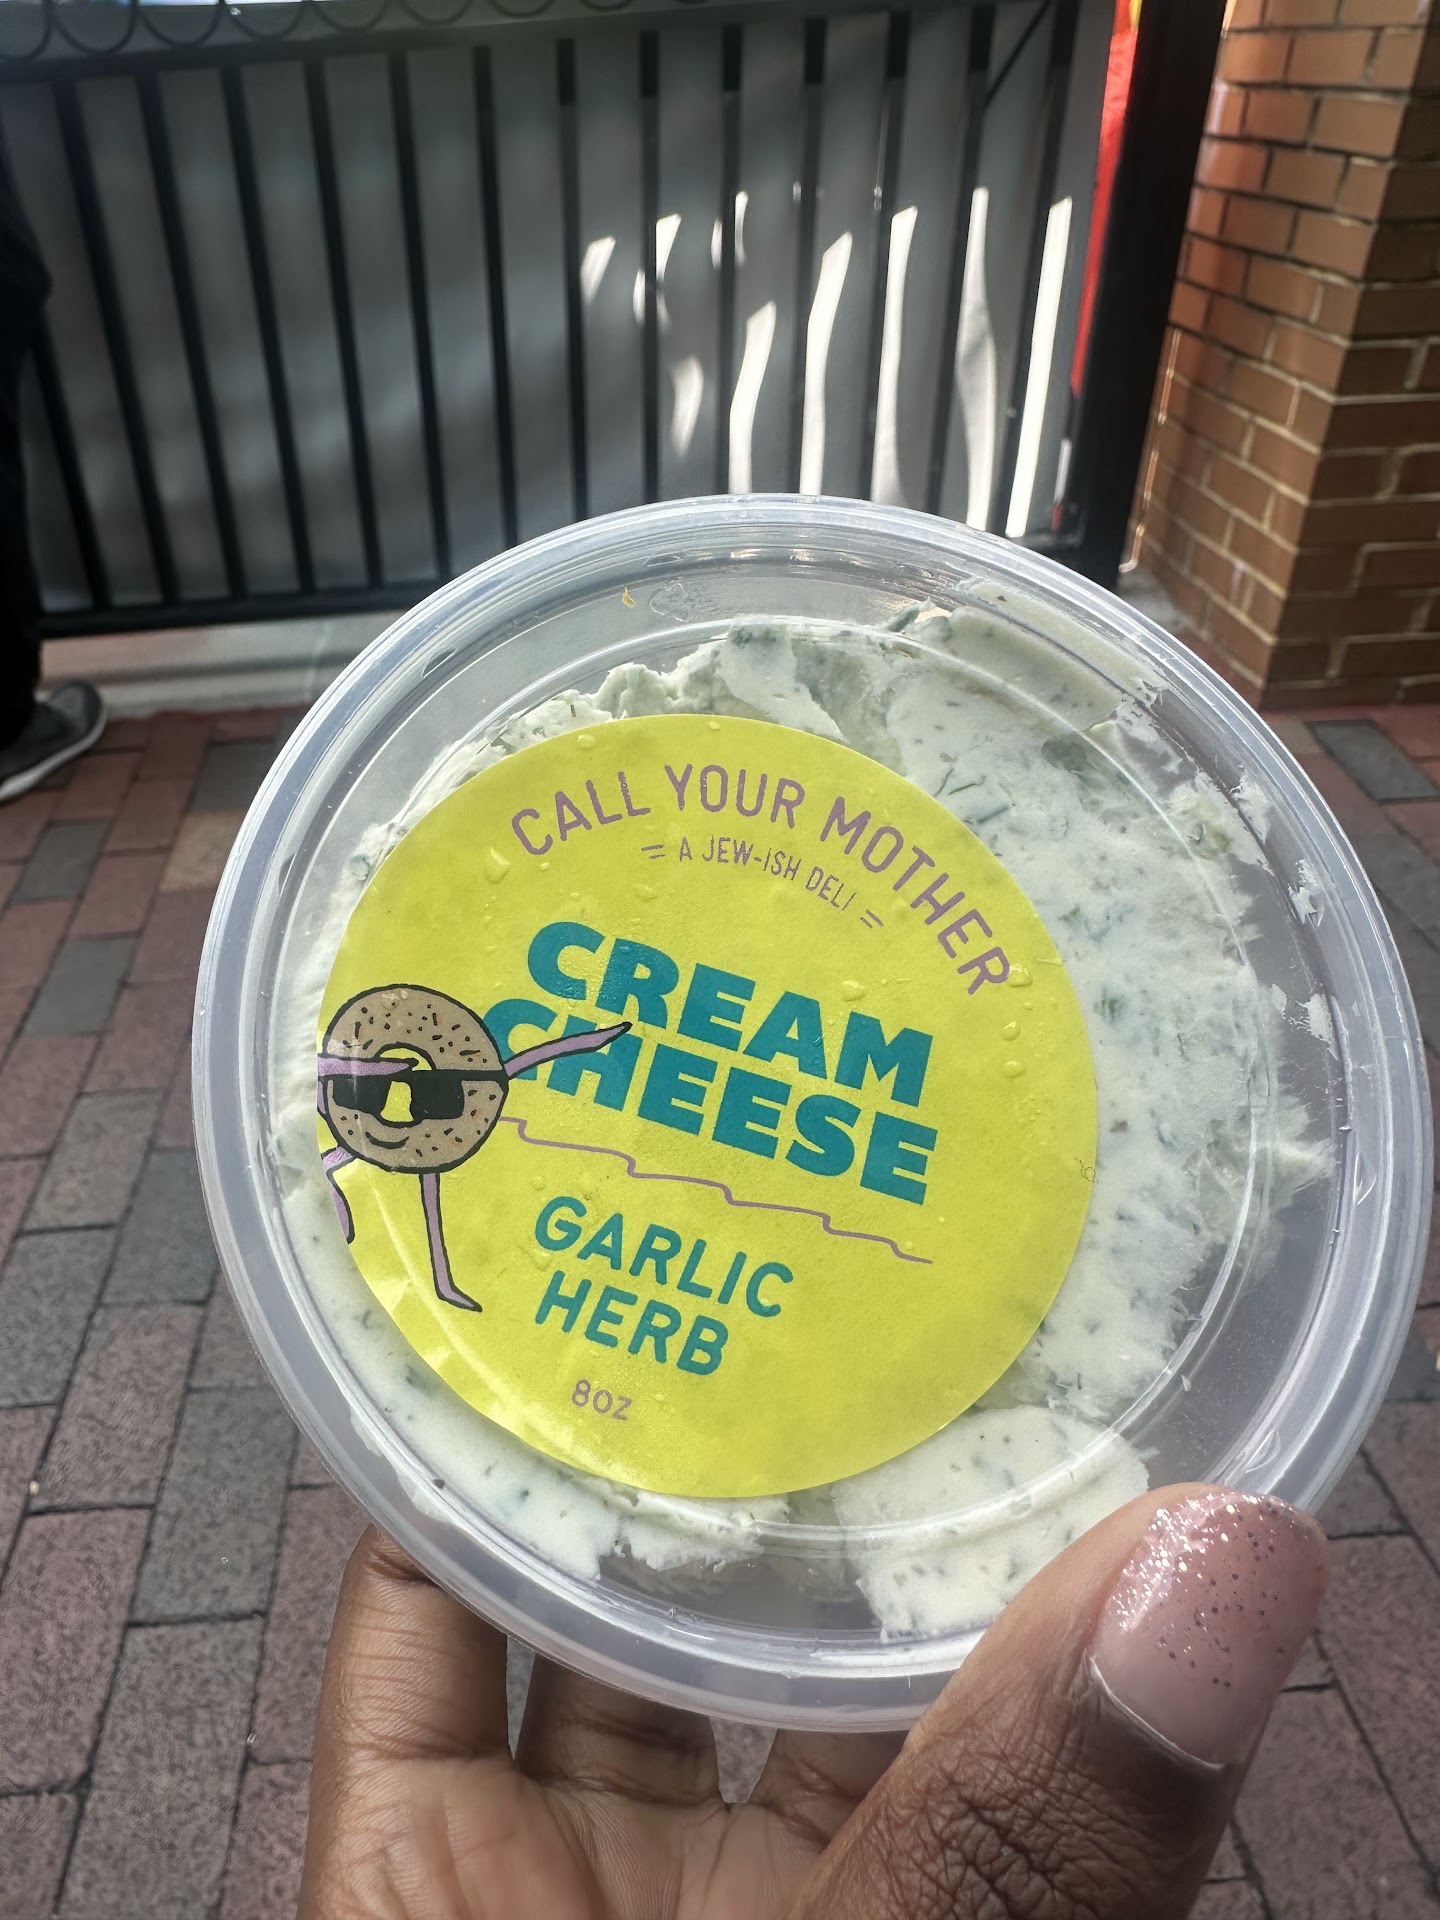 CALL YOUR MOTHER
= A JEW-ISH DELI =
CREAM
CHEESE
GARLIC
HERB
8OZ